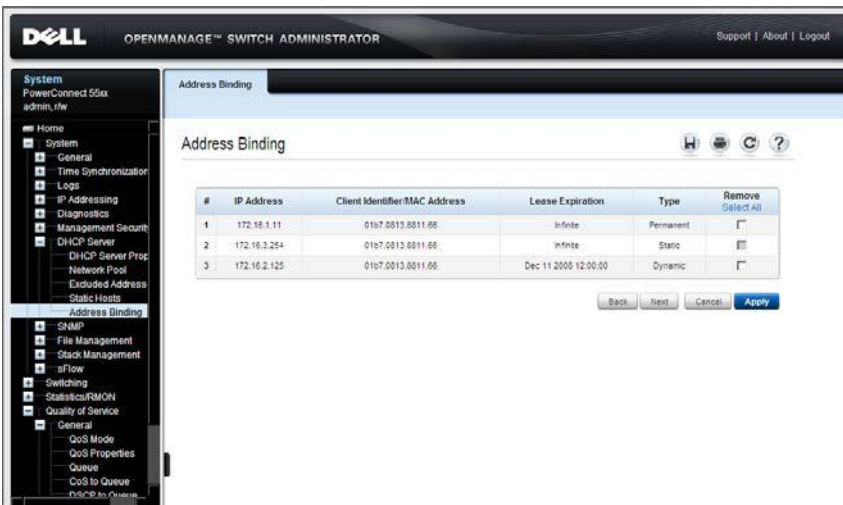 DELL
OPENMANAGE™ SWITCH ADMINISTRATOR
Support | About | Logout
System
PowerConnect 55xx
admin, r/w
Address Binding
Home
System
General
Time Synchronization
Logs
IP Addressing
Diagnostics
Management Securit
DHCP Server
DHCP Server Prop
Network Pool
Excluded Address
Static Hosts
Address Binding
SNMP
File Management
Stack Management
sFlow
Switching
Statistics/RMON
Quality of Service
General
QoS Mode
QoS Properties
Queue
CoS to Queue
DSCP to Queue
Address Binding
# IP Address Client Identifier/MAC Address Lease Expiration Type Remove
Select All
1 172.16.1.11 01b7.0813.8811.66 Infinite Permanent
2 172.16.3.254 01b7.0813.8811.66 Infinite Static
3 172.16.2.125 01b7.0813.8811.66 Dec 11 2008 12:00:00 Dynamic
Back Next Cancel Apply